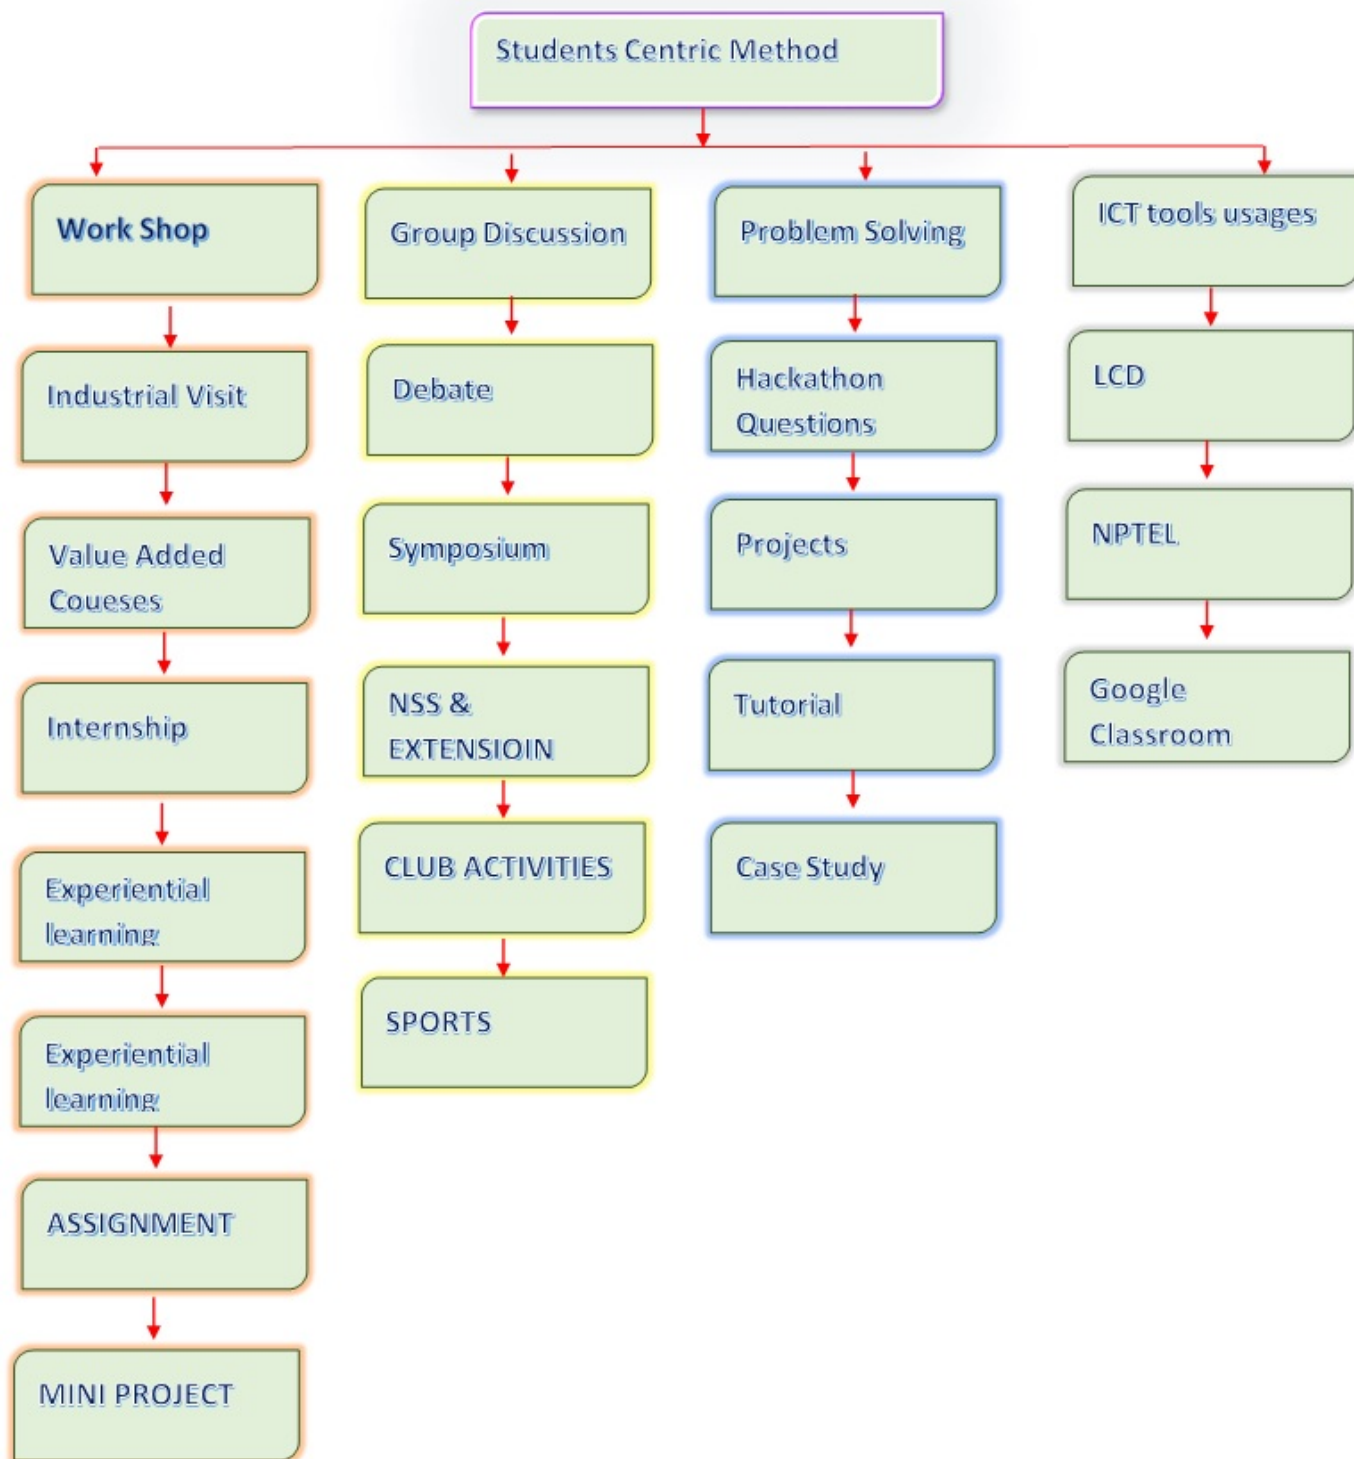 Students Centric Method
Work Shop
Industrial Visit
Value Added
Coueses
Internship
Experiential
learning
Experiential
learning
ASSIGNMENT
MINI PROJECT
Group Discussion
Debate
Symposium
NSS &
EXTENSIOIN
CLUB ACTIVITIES
SPORTS
Problem Solving
Hackathon
Questions
Projects
Tutorial
Case Study
ICT tools usages
LCD
NPTEL
Google
Classroom